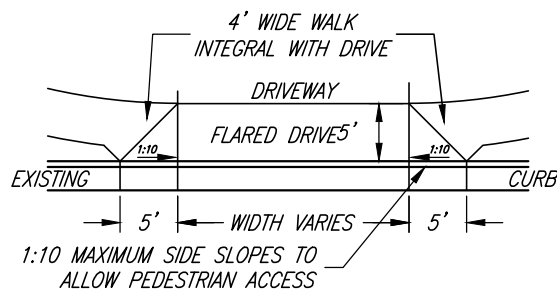 4' WIDE WALK
INTEGRAL WITH DRIVE
DRIVEWAY
FLARED DRIVE 5'
1:10 1:10
EXISTING CURB
5' WIDTH VARIES 5'
1:10 MAXIMUM SIDE SLOPES TO
ALLOW PEDESTRIAN ACCESS